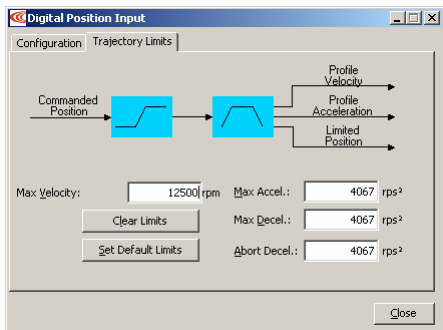 Digital Position Input
Configuration Trajectory Limits
Commanded Position
Profile Velocity
Profile Acceleration
Limited Position
Max Velocity: 12500 rpm
Max Accel.: 4067 rps²
Clear Limits
Max Decel.: 4067 rps²
Set Default Limits
Abort Decel.: 4067 rps²
Close